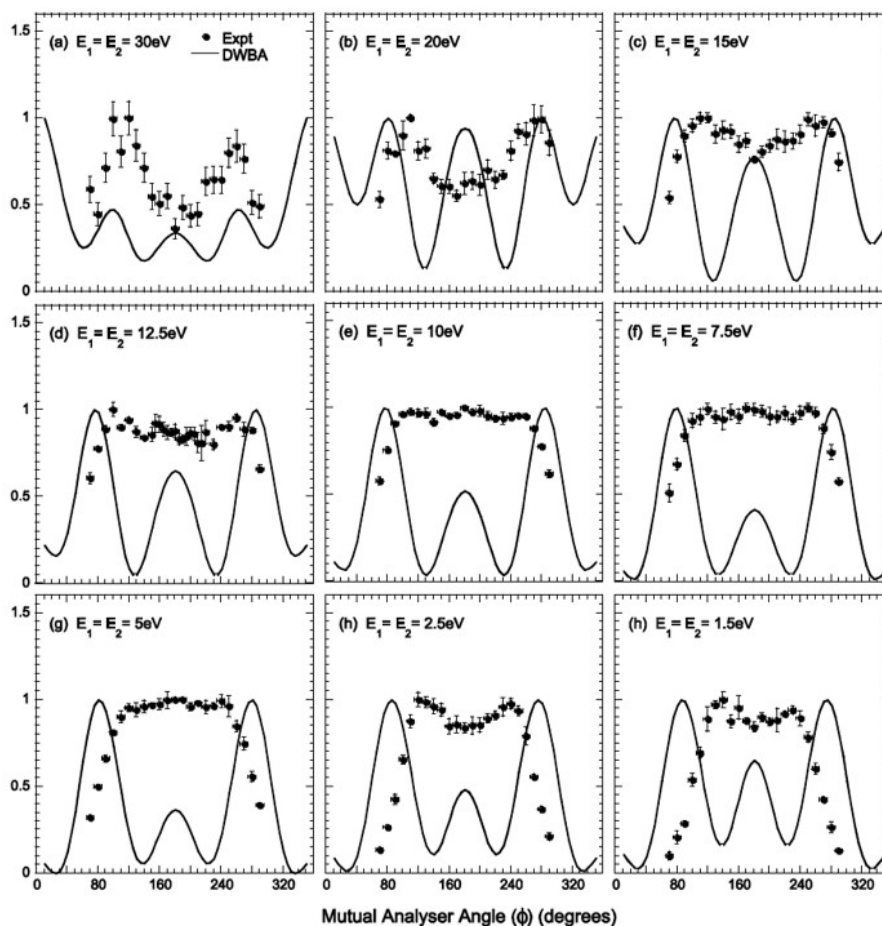 (a) E1 = E2 = 30eV
Expt
DWBA
(b) E1 = E2 = 20eV
(c) E1 = E2 = 15eV
1.5
1
0.5
0
(d) E1 = E2 = 12.5eV
(e) E1 = E2 = 10eV
(f) E1 = E2 = 7.5eV
1.5
1
0.5
0
(g) E1 = E2 = 5eV
(h) E1 = E2 = 2.5eV
(h) E1 = E2 = 1.5eV
1.5
1
0.5
0
0 80 160 240 320 0 80 160 240 320 0 80 160 240 320
Mutual Analyser Angle (ϕ) (degrees)